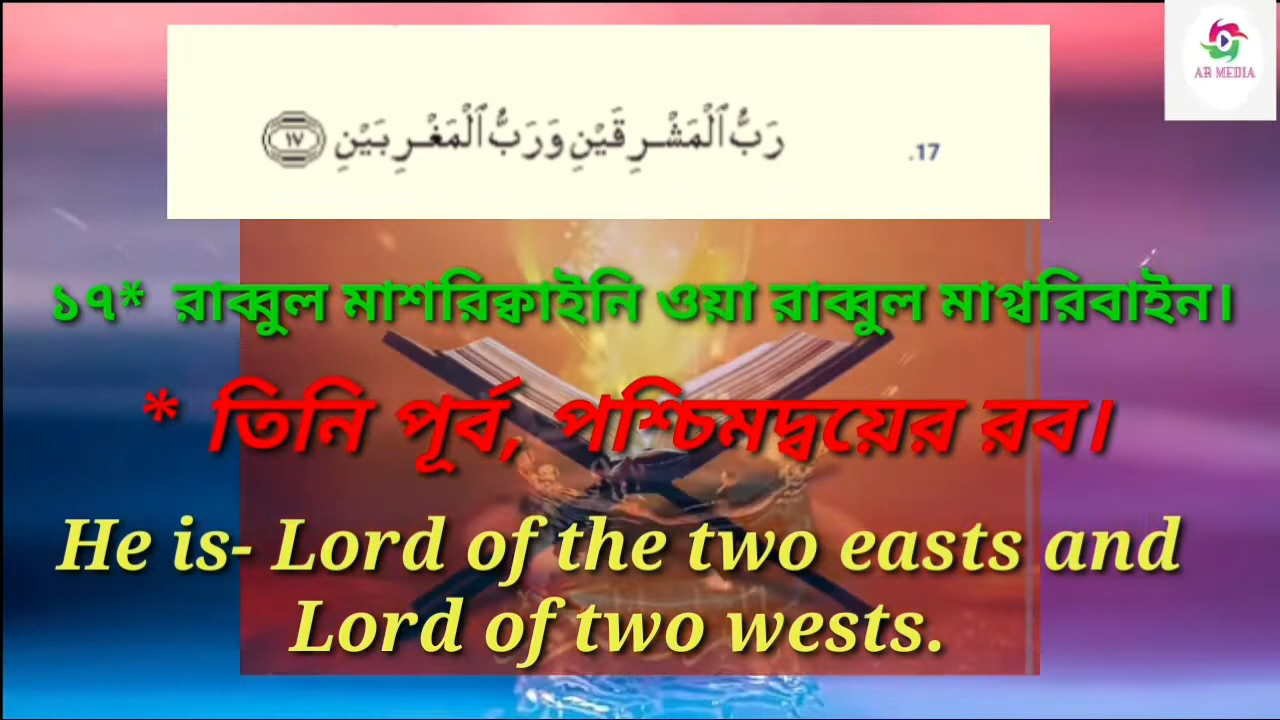 AR MEDIA
رَبُّ ٱلْمَشْرِقَيْنِ وَرَبُّ ٱلْمَغْرِبَيْنِ ١٧
.17
১৭* রাব্বুল মাশরিক্বাইনি ওয়া রাব্বুল মাগ্বরিবাইন।
* তিনি পূর্ব, পশ্চিমদ্বয়ের রব।
He is- Lord of the two easts and
Lord of two wests.